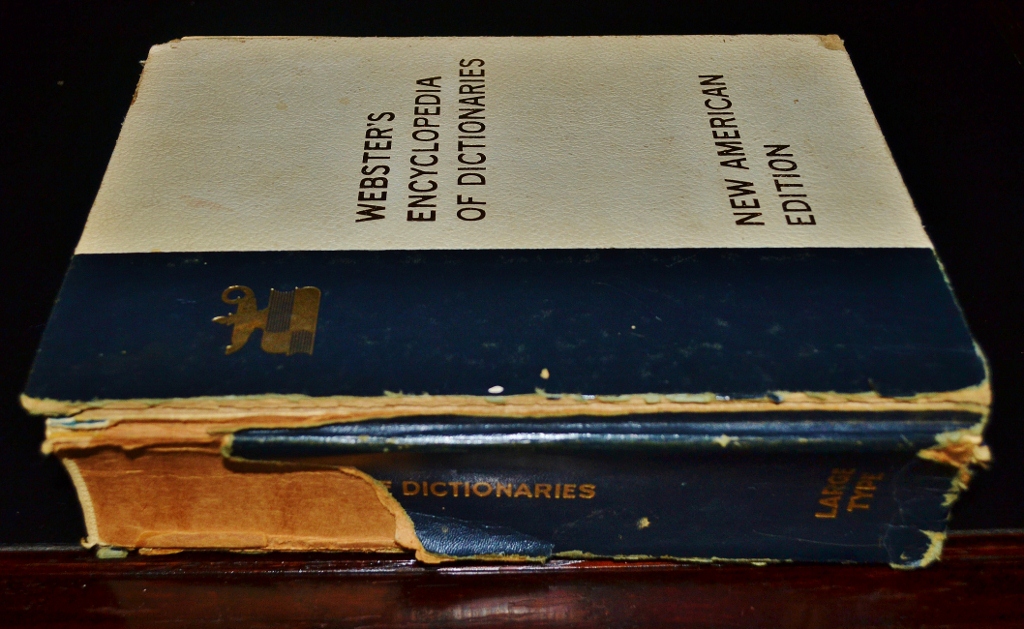 WEBSTER'S
ENCYCLOPEDIA
OF DICTIONARIES
NEW AMERICAN
EDITION
DICTIONARIES
LARGE
TYPE